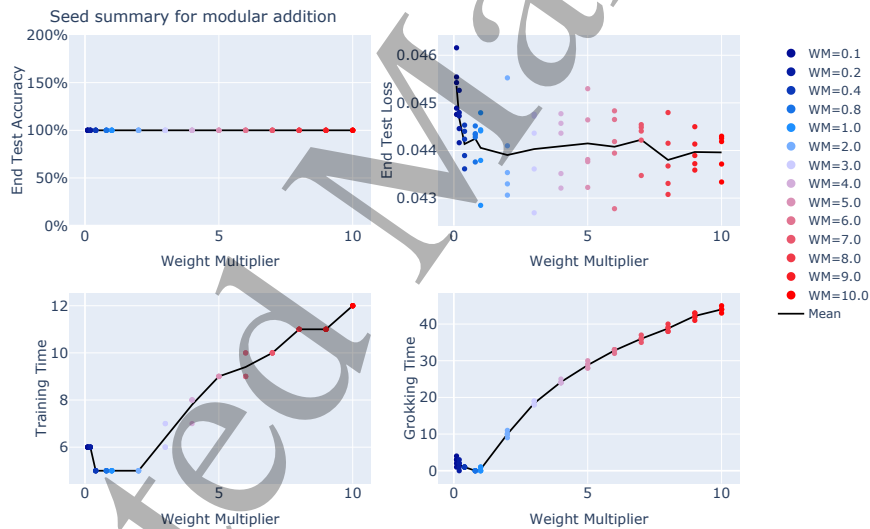 Seed summary for modular addition
200%
150%
100%
50%
0%
End Test Accuracy
0
5
10
Weight Multiplier
0.046
0.045
0.044
0.043
End Test Loss
0
5
10
Weight Multiplier
WM=0.1
WM=0.2
WM=0.4
WM=0.8
WM=1.0
WM=2.0
WM=3.0
WM=4.0
WM=5.0
WM=6.0
WM=7.0
WM=8.0
WM=9.0
WM=10.0
Mean
12
10
8
6
Training Time
0
5
10
Weight Multiplier
40
30
20
10
0
Grokking Time
0
5
10
Weight Multiplier
ted Ma